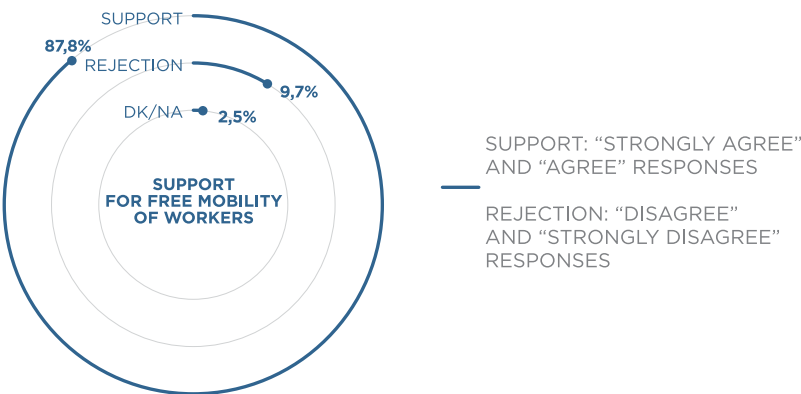 SUPPORT
87,8%
REJECTION
9,7%
DK/NA
2,5%
SUPPORT
FOR FREE MOBILITY
OF WORKERS
SUPPORT: “STRONGLY AGREE”
AND “AGREE” RESPONSES
REJECTION: “DISAGREE”
AND “STRONGLY DISAGREE”
RESPONSES